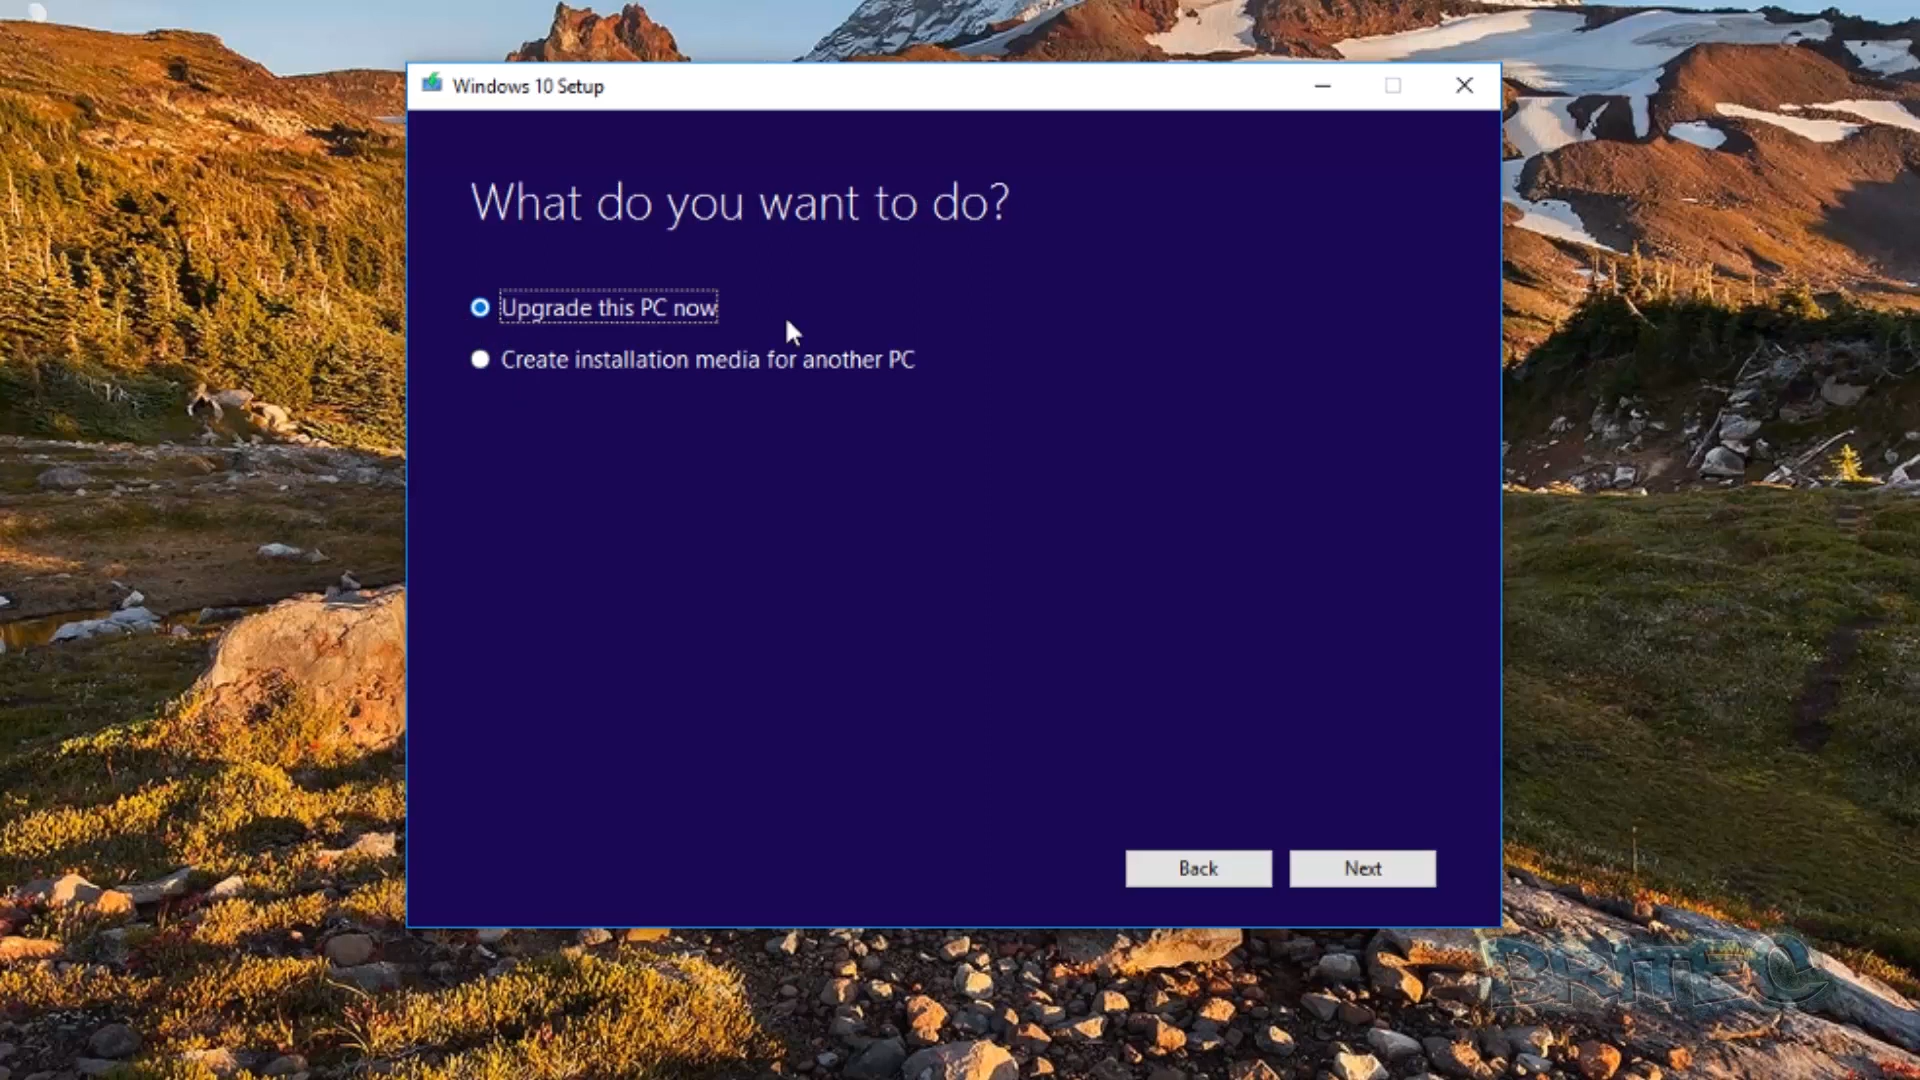 Windows 10 Setup
What do you want to do?
Upgrade this PC now
Create installation media for another PC
Back
Next
BRITEC